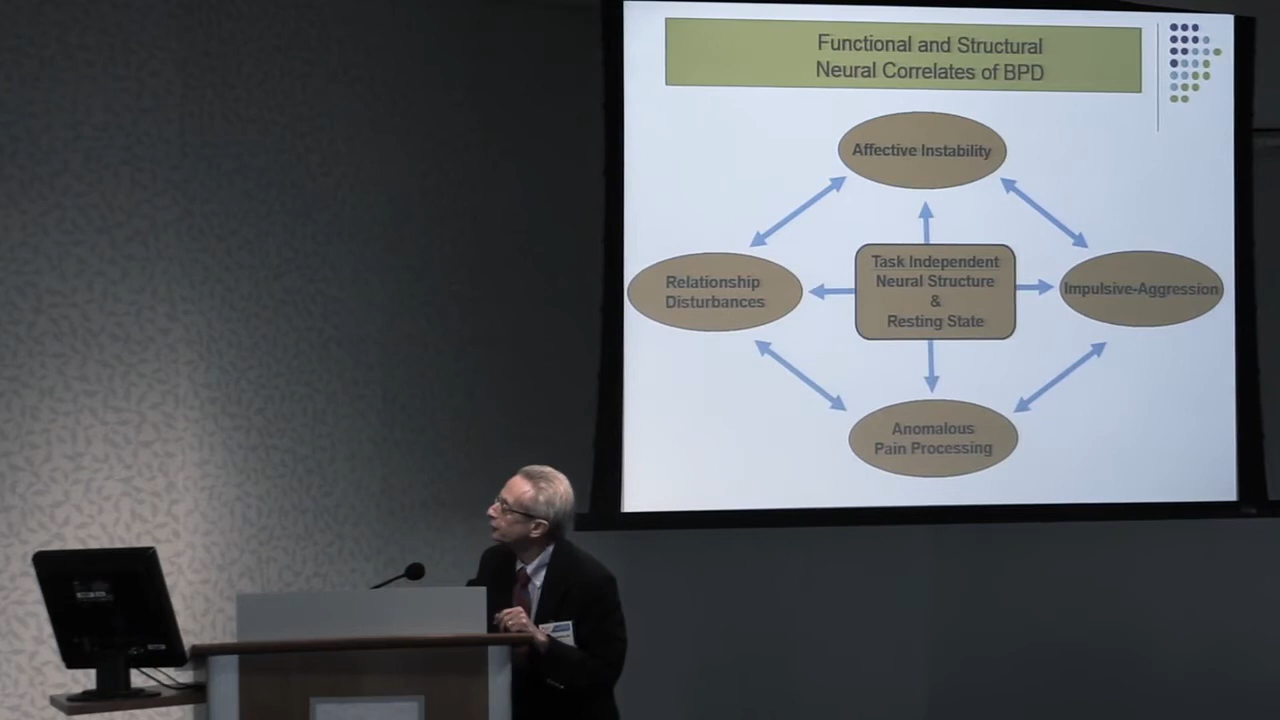 Functional and Structural
Neural Correlates of BPD
Affective Instability
Relationship
Disturbances
Task Independent
Neural Structure
&
Resting State
Impulsive-Aggression
Anomalous
Pain Processing